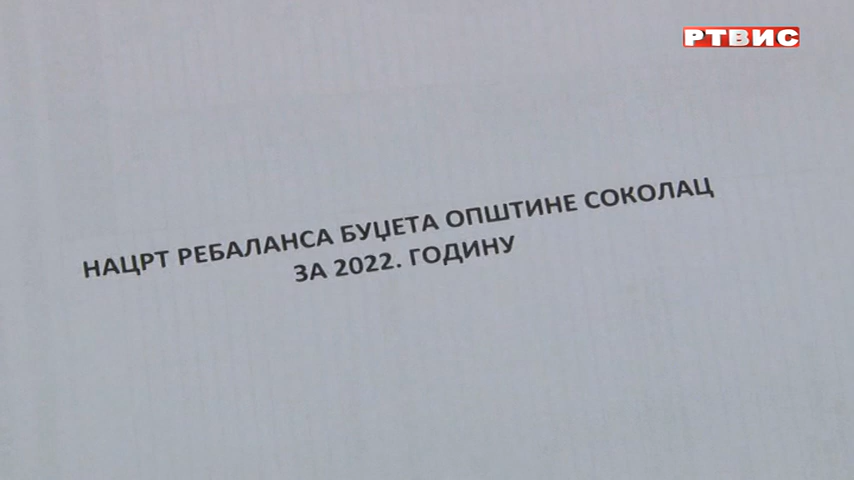 РТВИС
НАЦРТ РЕБАЛАНСА БУЏЕТА ОПШТИНЕ СОКОЛАЦ
ЗА 2022. ГОДИНУ